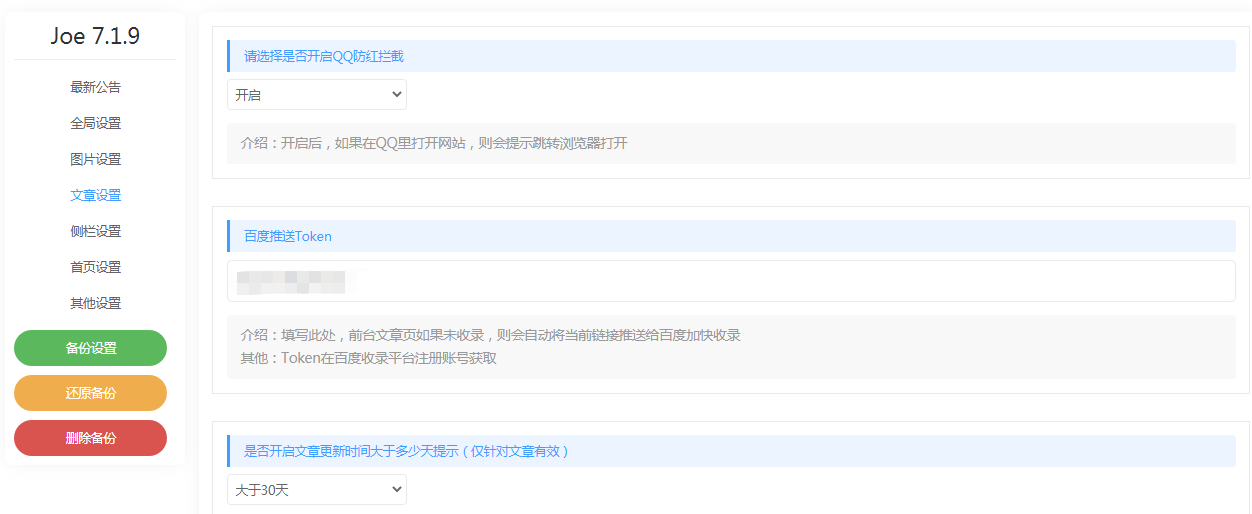 Joe 7.1.9
最新公告
全局设置
图片设置
文章设置
侧栏设置
首页设置
其他设置
备份设置
还原备份
删除备份
请选择是否开启QQ防红拦截
开启
介绍：开启后，如果在QQ里打开网站，则会提示跳转浏览器打开
百度推送Token
介绍：填写此处，前台文章页如果未收录，则会自动将当前链接推送给百度加快收录
其他：Token在百度收录平台注册账号获取
是否开启文章更新时间大于多少天提示（仅针对文章有效）
大于30天